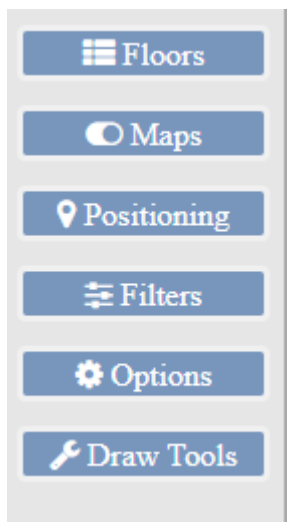 Floors
Maps
Positioning
Filters
Options
Draw Tools